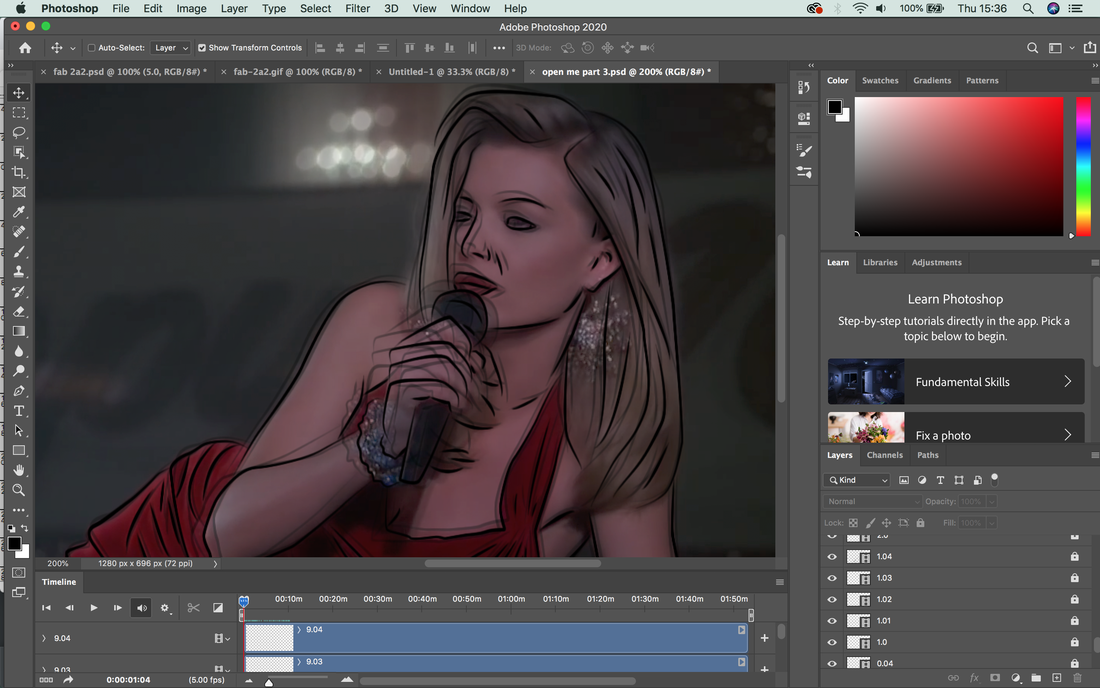 Photoshop File Edit Image Layer Type Select Filter 3D View Window Help 100% Thu 15:36
Adobe Photoshop 2020
Auto-Select: Layer Show Transform Controls 3D Mode:
fab 2a2.psd @ 100% (5.0, RGB/8#) * fab-2a2.gif @ 100% (RGB/8) * Untitled-1 @ 33.3% (RGB/8) * open me part 3.psd @ 200% (RGB/8#) *
Color Swatches Gradients Patterns
Learn Libraries Adjustments
Learn Photoshop
Step-by-step tutorials directly in the app. Pick a
topic below to begin.
Fundamental Skills
Fix a photo
Layers Channels Paths
Kind
Normal Opacity: 100%
Lock: Fill: 100%
2.0
1.04
1.03
1.02
1.01
1.0
0.04
200% 1280 px x 696 px (72 ppi)
Timeline
00:10m 00:20m 00:30m 00:40m 00:50m 01:00m 01:10m 01:20m 01:30m 01:40m 01:50m
9.04 9.04
9.03 9.03
0:00:01:04 (5.00 fps)